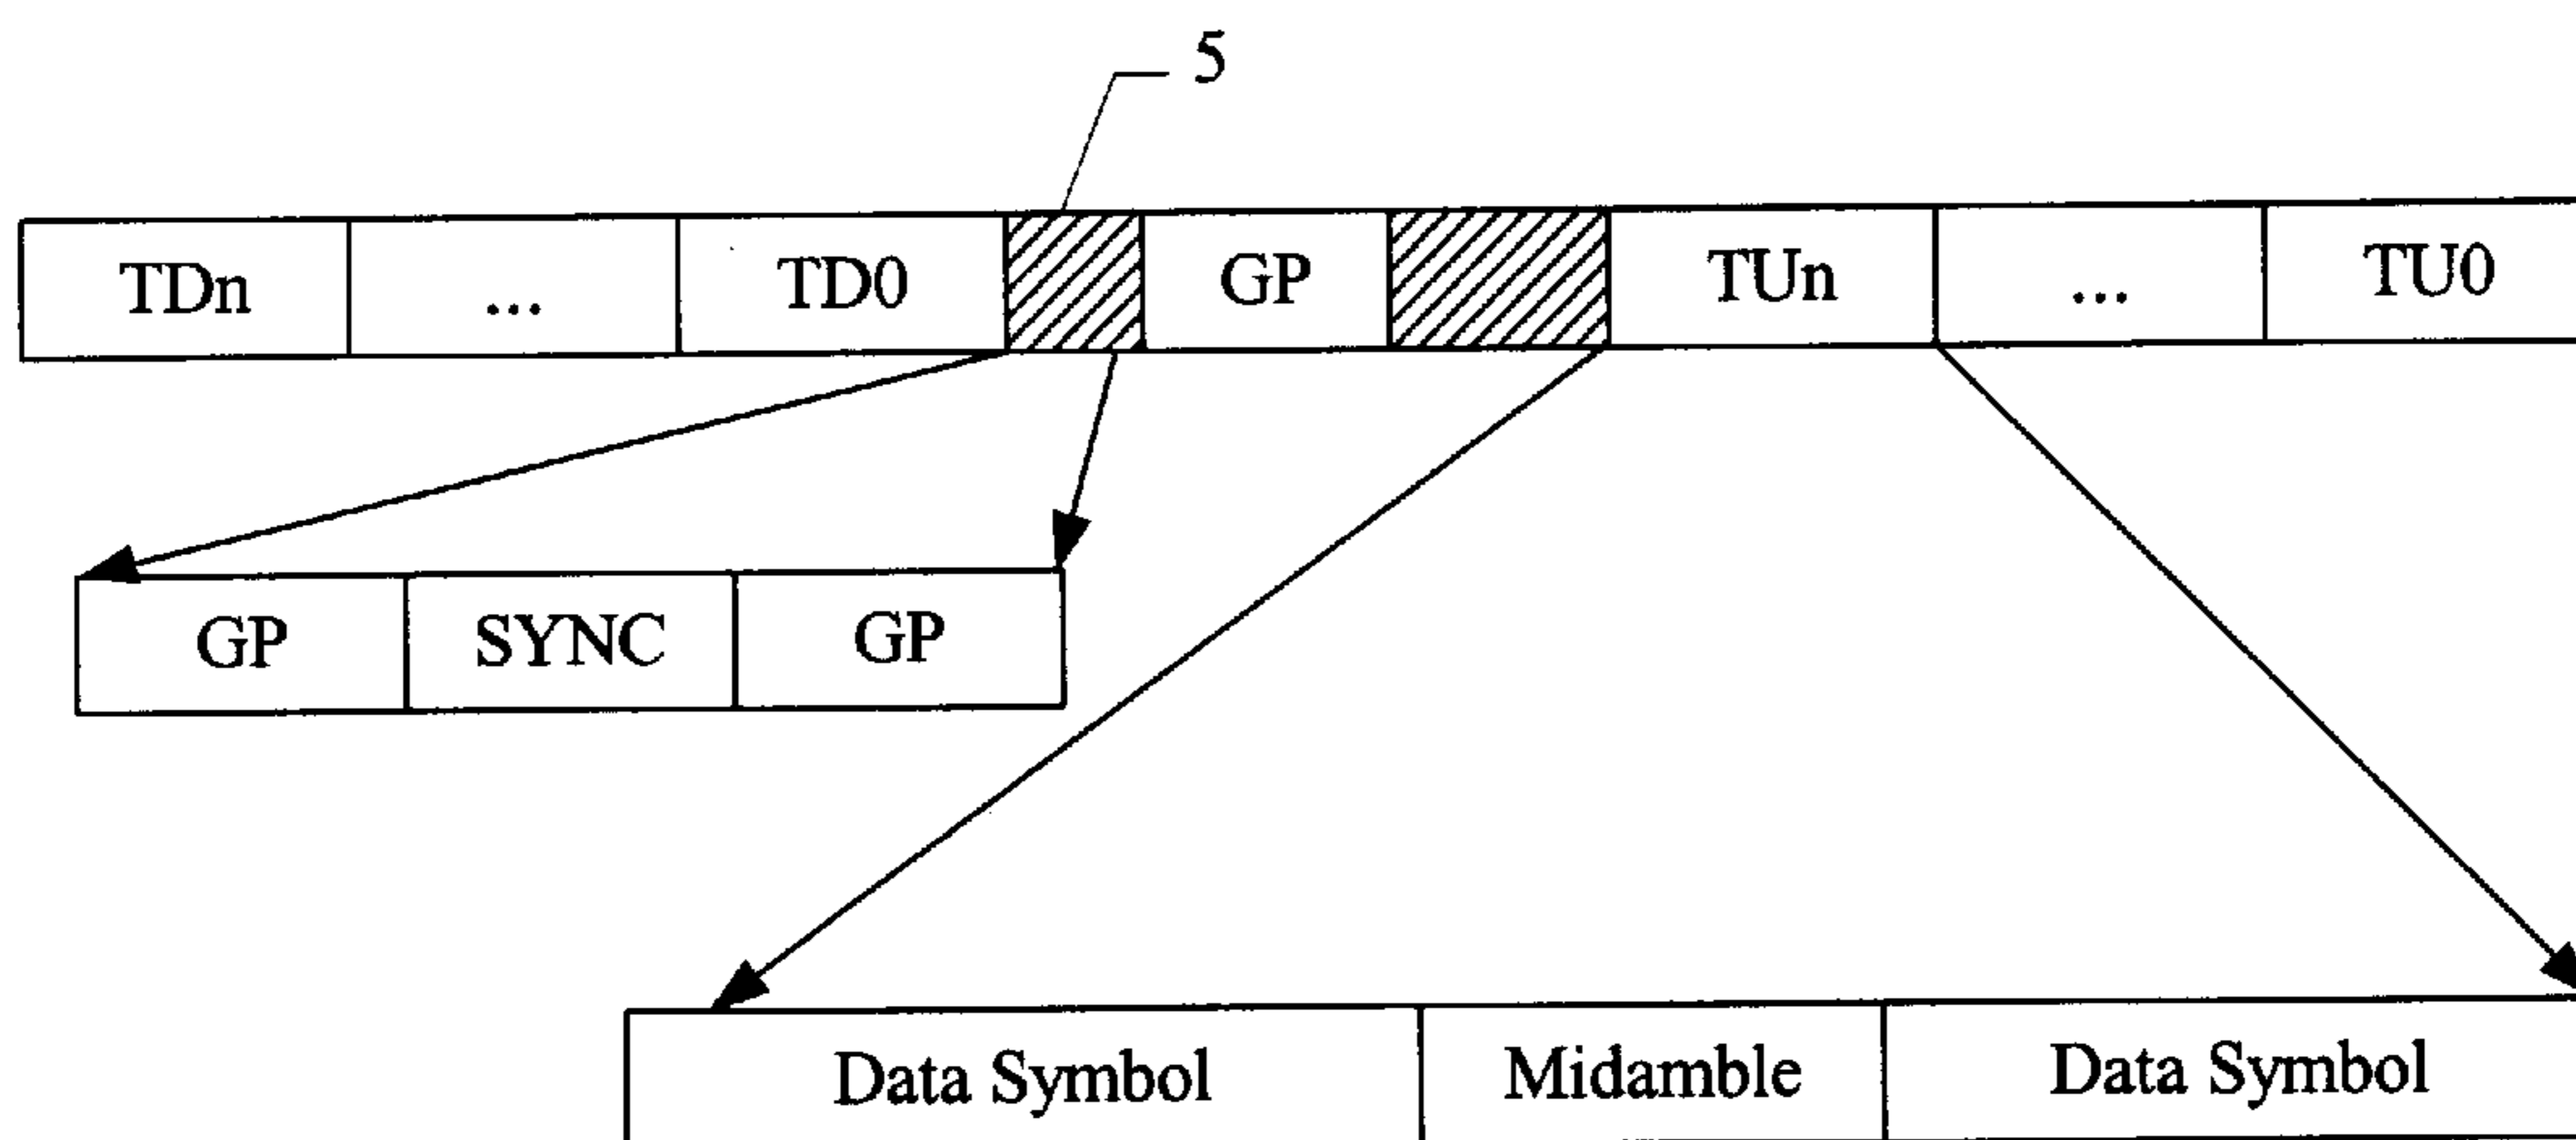 5
TDn ... TD0 GP TUn ... TU0
GP SYNC GP
Data Symbol Midamble Data Symbol